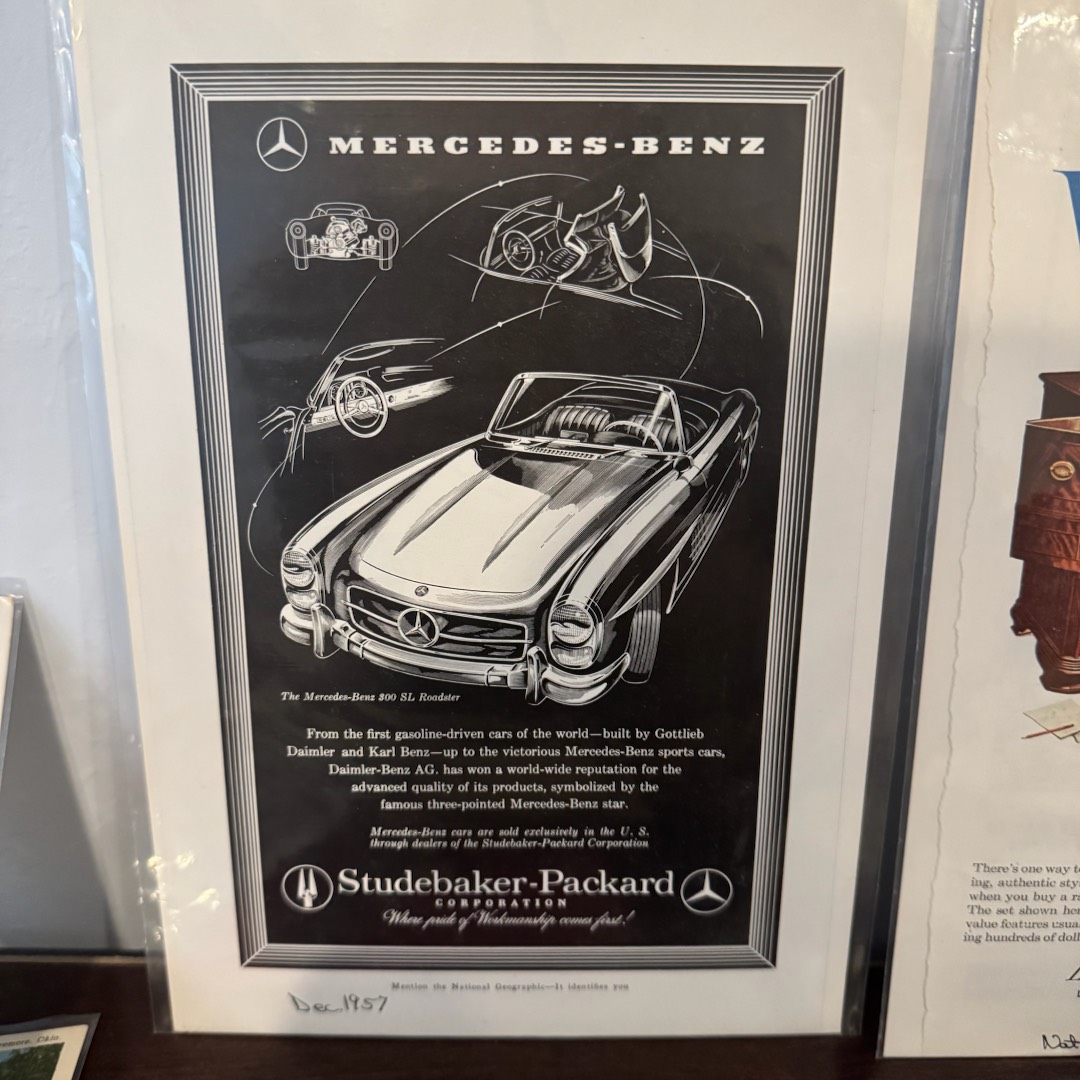 MERCEDES-BENZ
The Mercedes-Benz 300 SL Roadster
From the first gasoline-driven cars of the world—built by Gottlieb
Daimler and Karl Benz—up to the victorious Mercedes-Benz sports cars,
Daimler-Benz AG. has won a world-wide reputation for the
advanced quality of its products, symbolized by the
famous three-pointed Mercedes-Benz star.
Mercedes-Benz cars are sold exclusively in the U. S.
through dealers of the Studebaker-Packard Corporation
Studebaker-Packard
CORPORATION
Where pride of Workmanship comes first!
Mention the National Geographic—It identifies you
Dec. 1957
There's one way
ing, authentic
when you buy a
The set shown
value features
ing hundreds of
Okla.